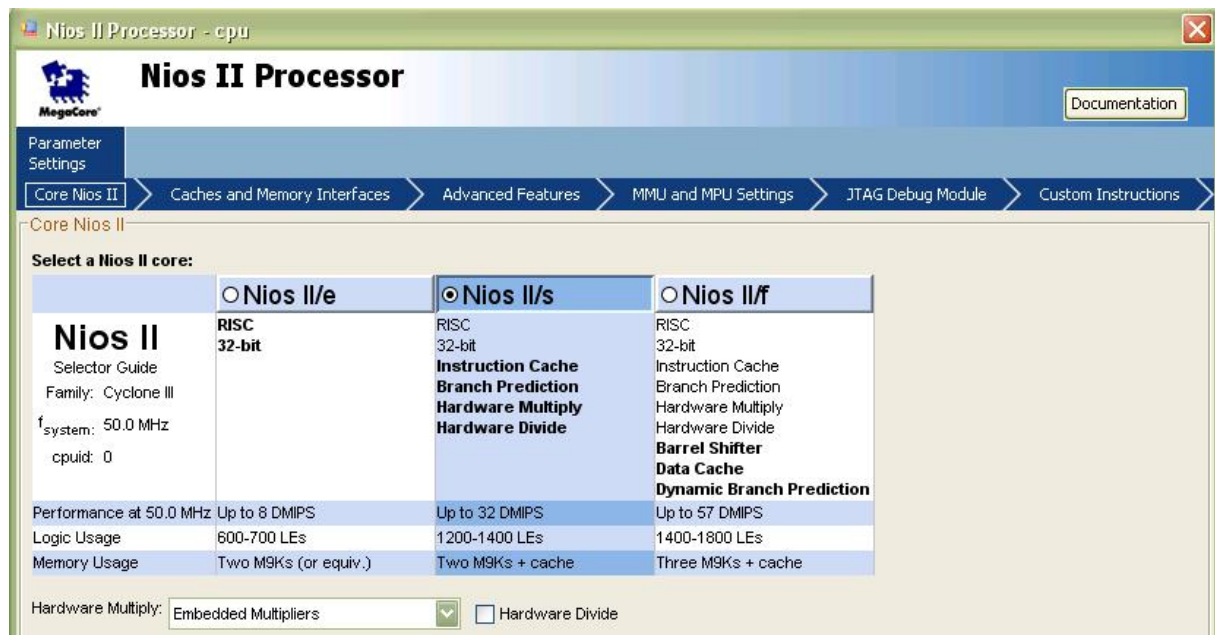 Nios II Processor - cpu
Nios II Processor
MegaCore®
Documentation
Parameter
Settings
Core Nios II Caches and Memory Interfaces Advanced Features MMU and MPU Settings JTAG Debug Module Custom Instructions
Core Nios II
Select a Nios II core:
Nios II/e Nios II/s Nios II/f
Nios II
Selector Guide
Family: Cyclone III
fsystem: 50.0 MHz
cpuid: 0
RISC
32-bit
RISC
32-bit
Instruction Cache
Branch Prediction
Hardware Multiply
Hardware Divide
RISC
32-bit
Instruction Cache
Branch Prediction
Hardware Multiply
Hardware Divide
Barrel Shifter
Data Cache
Dynamic Branch Prediction
Performance at 50.0 MHz Up to 8 DMIPS Up to 32 DMIPS Up to 57 DMIPS
Logic Usage 600-700 LEs 1200-1400 LEs 1400-1800 LEs
Memory Usage Two M9Ks (or equiv.) Two M9Ks + cache Three M9Ks + cache
Hardware Multiply: Embedded Multipliers Hardware Divide